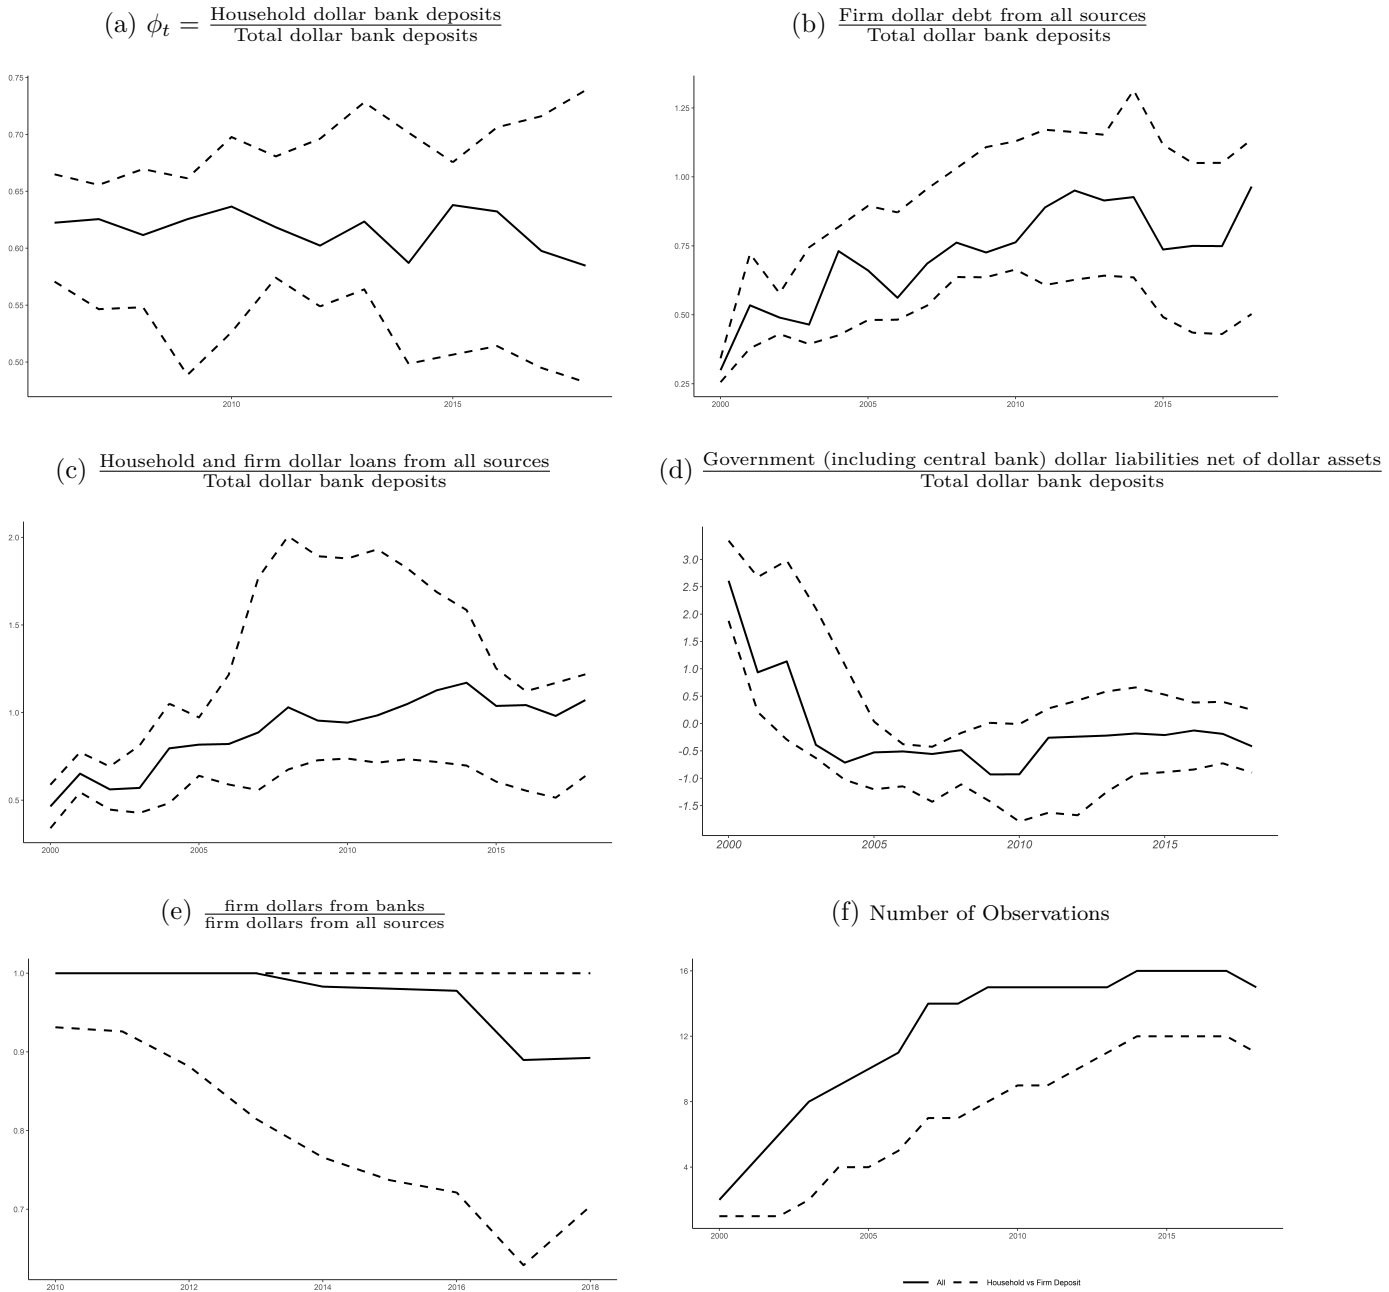 (a) ϕt = Household dollar bank deposits / Total dollar bank deposits
0.75
0.70
0.65
0.60
0.55
0.50
2010 2015
(b) Firm dollar debt from all sources / Total dollar bank deposits
1.25
1.00
0.75
0.50
0.25
2000 2005 2010 2015
(c) Household and firm dollar loans from all sources / Total dollar bank deposits
2.0
1.5
1.0
0.5
2000 2005 2010 2015
(d) Government (including central bank) dollar liabilities net of dollar assets / Total dollar bank deposits
3.0
2.5
2.0
1.5
1.0
0.5
0.0
-0.5
-1.0
-1.5
2000 2005 2010 2015
(e) firm dollars from banks / firm dollars from all sources
1.0
0.9
0.8
0.7
2010 2012 2014 2016 2018
(f) Number of Observations
16
12
8
4
2000 2005 2010 2015
All Household vs Firm Deposit